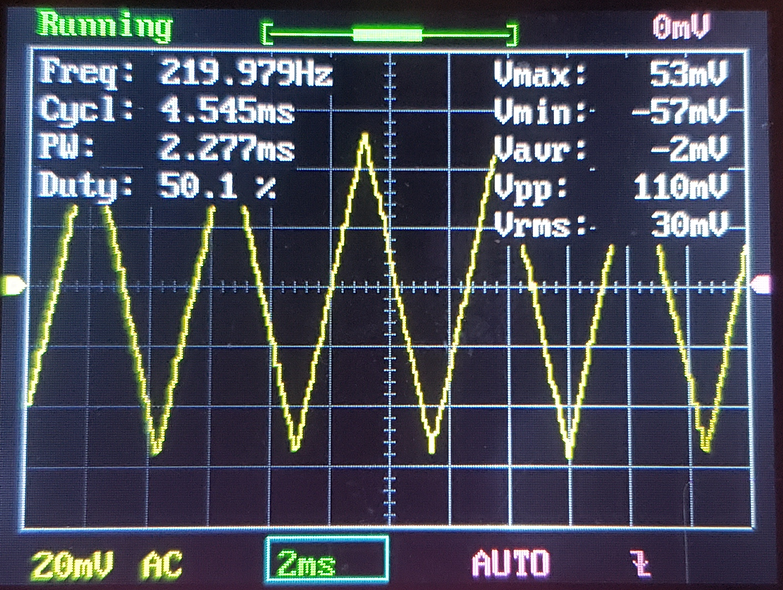 Running 0mV
Freq: 219.979Hz Vmax: 53mV
Cycl: 4.545ms Vmin: -57mV
PW: 2.277ms Vavr: -2mV
Duty: 50.1 % Vpp: 110mV
Vrms: 30mV
20mV AC 2ms AUTO